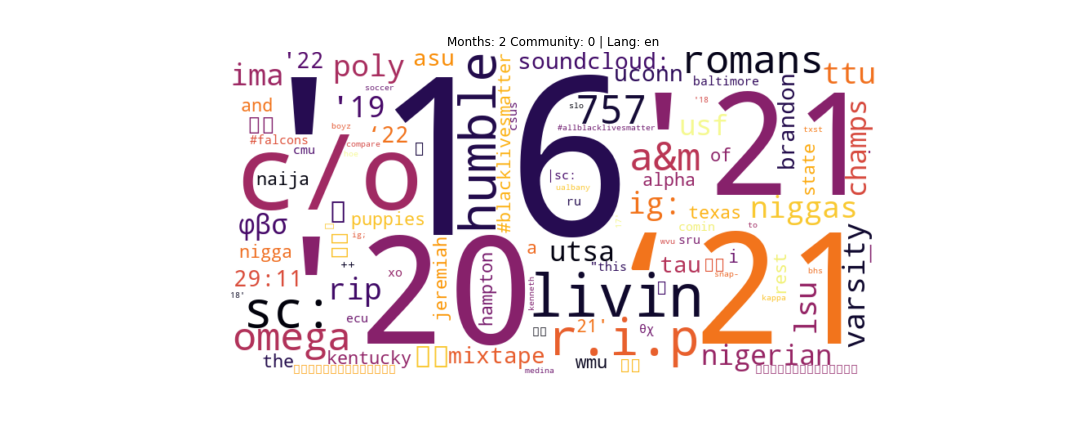 Months: 2 Community: 0 | Lang: en
'22
poly
asu
soundcloud:
romans
ima
soccer
uconn
baltimore
ttu
and
'19
'16
humble
#blacklivesmatter
csus
slo
757
'18
'21
brandon
champs
#falcons
boyz
‘22
#allblacklivesmatter
usf
txst
cmu
compare
c/o
a&m
of
state
naija
|sc:
alpha
ualbany
ru
φβσ
puppies
ig:
texas
niggas
comin
to
nigga
ig;
'20
jeremiah
a
utsa
wvu
sru
‘21
i
varsity
29:11
++
xo
hampton
"this
tau
snap-
rest
bhs
18'
rip
kenneth
livin
kappa
lsu
sc:
ecu
21'
θχ
omega
r.i.p
the
kentucky
mixtape
wmu
nigerian
medina